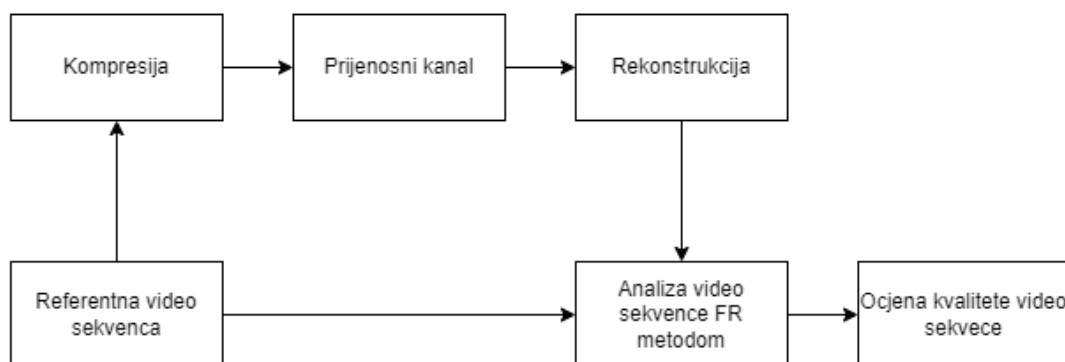 Kompresija
Prijenosni kanal
Rekonstrukcija
Referentna video
sekvenca
Analiza video
sekvence FR
metodom
Ocjena kvalitete video
sekvece